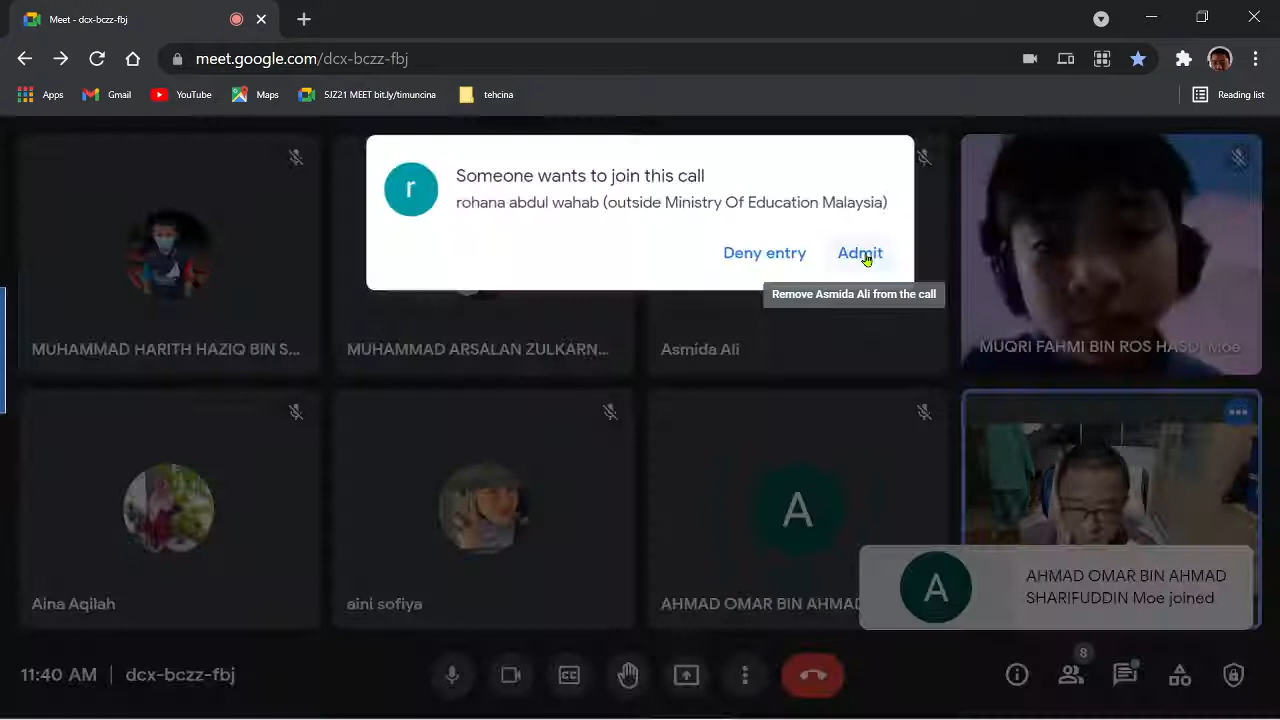 Meet - dcx-bczz-fbj
meet.google.com/dcx-bczz-fbj
Apps
Gmail
YouTube
Maps
5JZ21 MEET bit.ly/timuncina
tehcina
Reading list
r
Someone wants to join this call
rohana abdul wahab (outside Ministry Of Education Malaysia)
Deny entry
Admit
Remove Asmida Ali from the call
MUHAMMAD HARITH HAZIQ BIN S...
MUHAMMAD ARSALAN ZULKARN...
Asmida Ali
MUQRI FAHMI BIN ROS HASDI Moe
Aina Aqilah
aini sofiya
A
AHMAD OMAR BIN AHMAD
A
AHMAD OMAR BIN AHMAD
SHARIFUDDIN Moe joined
11:40 AM | dcx-bczz-fbj
CC
8